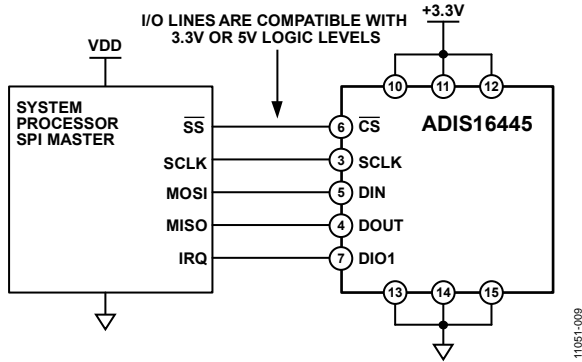 I/O LINES ARE COMPATIBLE WITH
3.3V OR 5V LOGIC LEVELS
+3.3V
VDD
10 11 12
SYSTEM
PROCESSOR
SPI MASTER
ADIS16445
SS 6 CS
SCLK 3 SCLK
MOSI 5 DIN
MISO 4 DOUT
IRQ 7 DIO1
13 14 15
11051-009